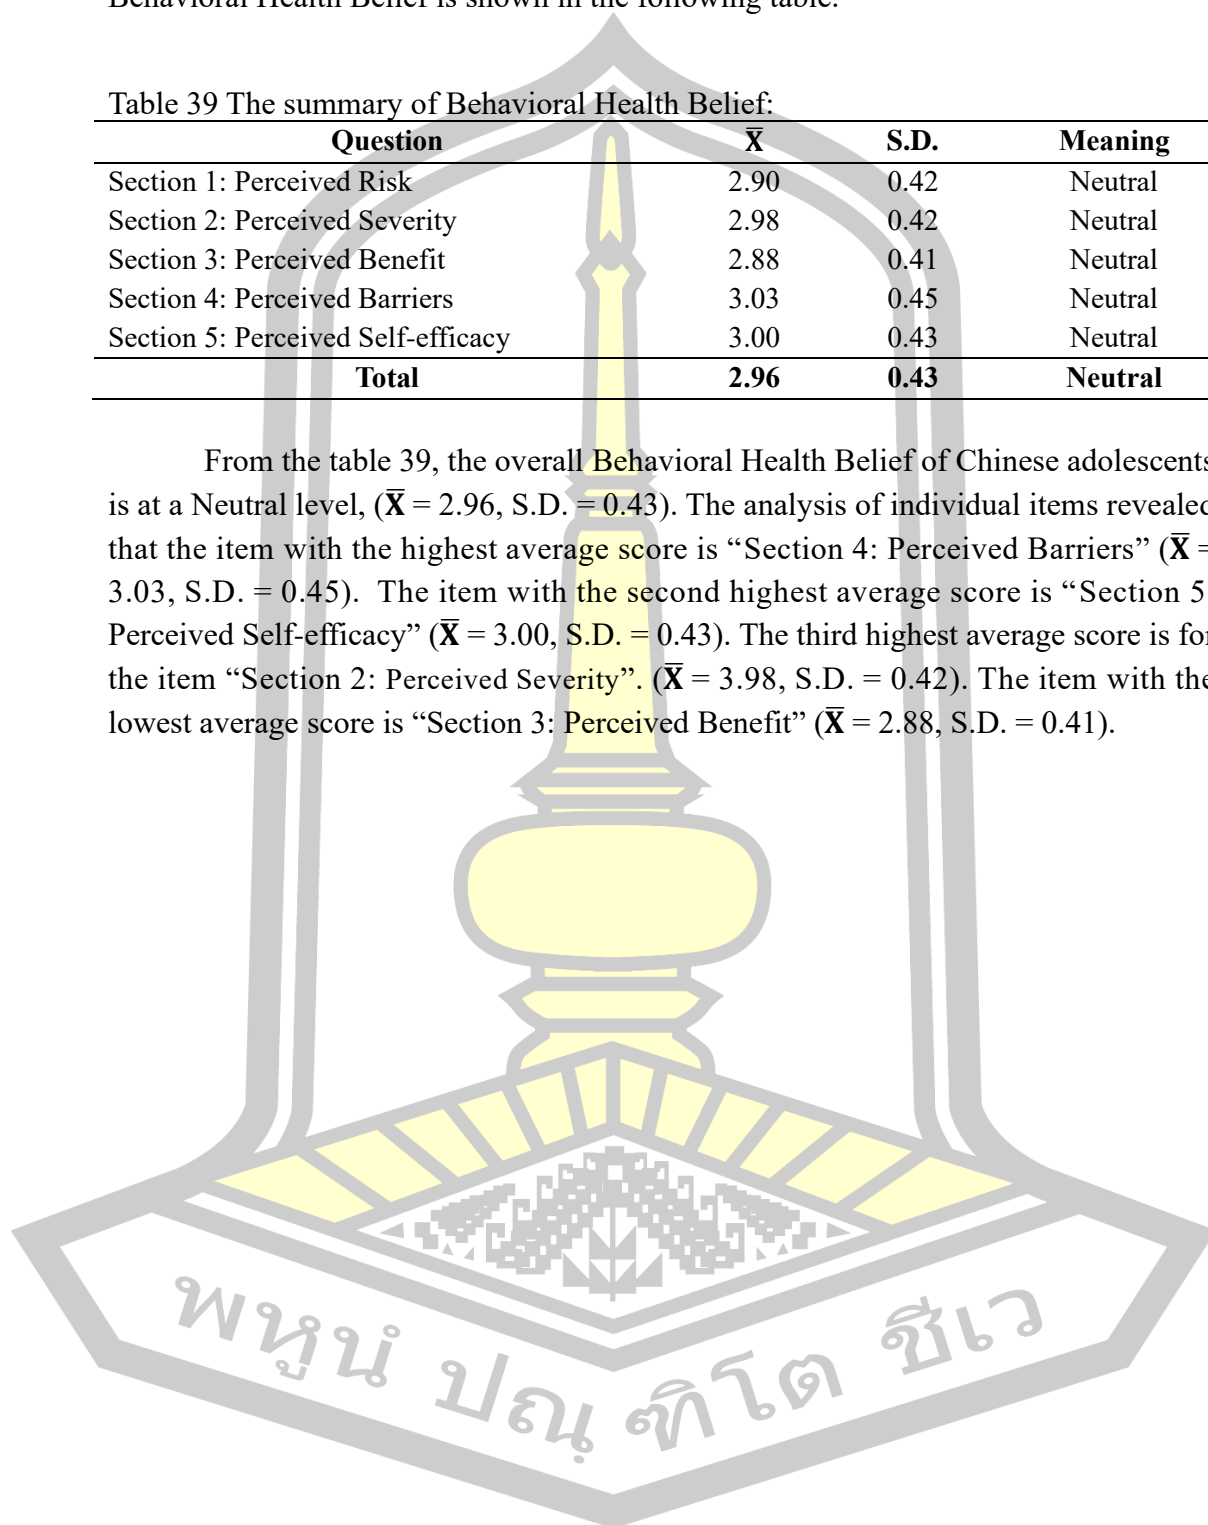 Behavioral Health Belief is shown in the following table.
Table 39 The summary of Behavioral Health Belief:
Question X̅ S.D. Meaning
Section 1: Perceived Risk 2.90 0.42 Neutral
Section 2: Perceived Severity 2.98 0.42 Neutral
Section 3: Perceived Benefit 2.88 0.41 Neutral
Section 4: Perceived Barriers 3.03 0.45 Neutral
Section 5: Perceived Self-efficacy 3.00 0.43 Neutral
Total 2.96 0.43 Neutral
From the table 39, the overall Behavioral Health Belief of Chinese adolescents
is at a Neutral level, (X̅ = 2.96, S.D. = 0.43). The analysis of individual items revealed
that the item with the highest average score is “Section 4: Perceived Barriers” (X̅ =
3.03, S.D. = 0.45). The item with the second highest average score is “Section 5
Perceived Self-efficacy” (X̅ = 3.00, S.D. = 0.43). The third highest average score is for
the item “Section 2: Perceived Severity”. (X̅ = 3.98, S.D. = 0.42). The item with the
lowest average score is “Section 3: Perceived Benefit” (X̅ = 2.88, S.D. = 0.41).
พหูนํ ปณฺ ฑิโต ชีเว